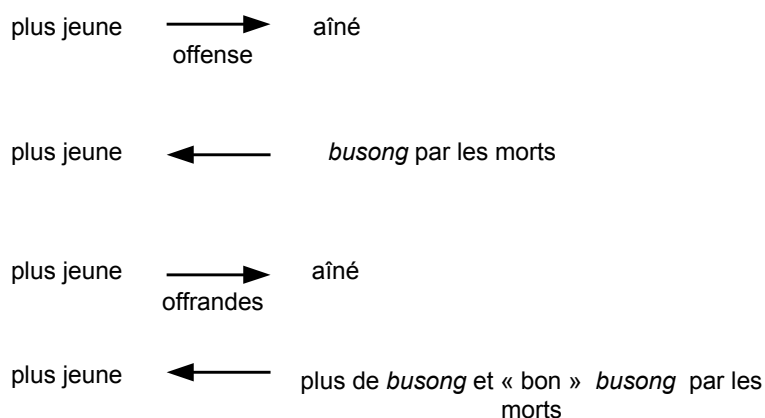 plus jeune aîné
offense
plus jeune busong par les morts
plus jeune aîné
offrandes
plus jeune plus de busong et « bon » busong par les
morts